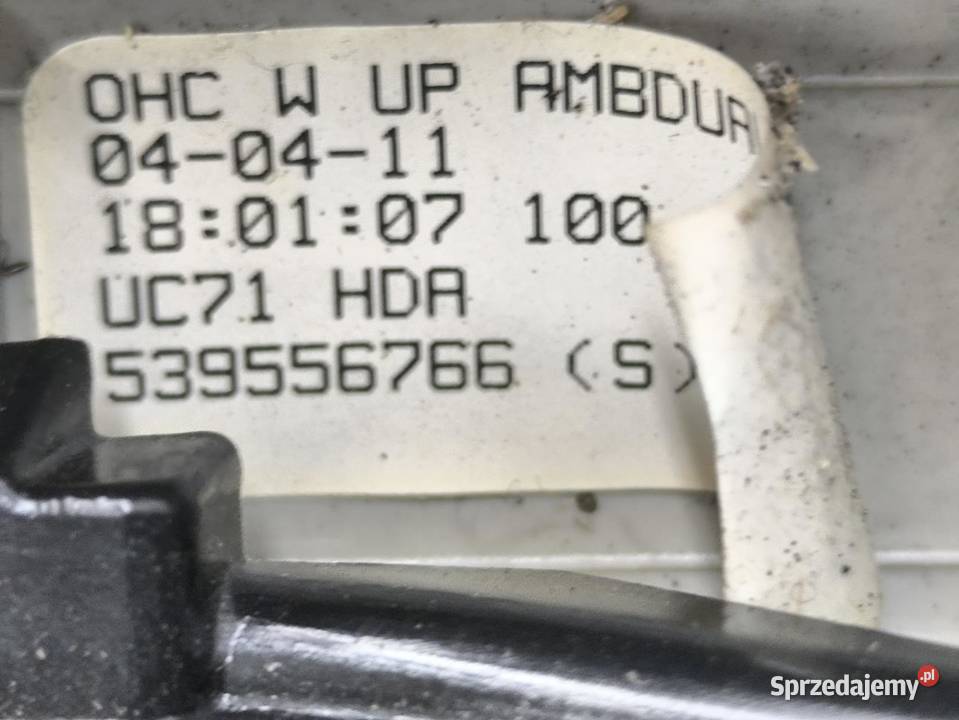 OHC W UP AMBDUA
04-04-11
18:01:07 100
UC71 HDA
539556766 (S)
Sprzedajemy.pl